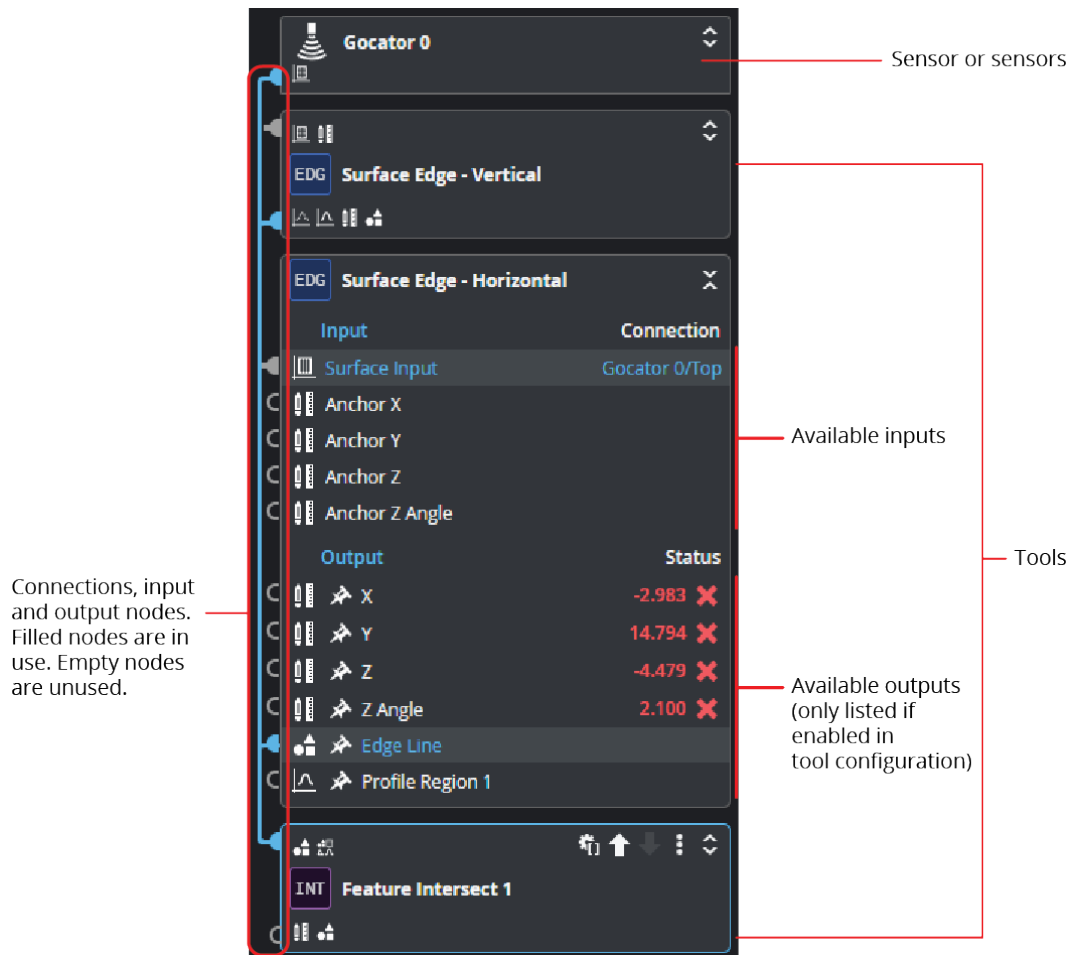 Gocator 0
Sensor or sensors
EDG Surface Edge - Vertical
EDG Surface Edge - Horizontal
Input Connection
Surface Input Gocator 0/Top
Anchor X
Anchor Y
Anchor Z
Anchor Z Angle
Available inputs
Output Status
X -2.983
Y 14.794
Z -4.479
Z Angle 2.100
Edge Line
Profile Region 1
Tools
Connections, input
and output nodes.
Filled nodes are in
use. Empty nodes
are unused.
Available outputs
(only listed if
enabled in
tool configuration)
INT Feature Intersect 1